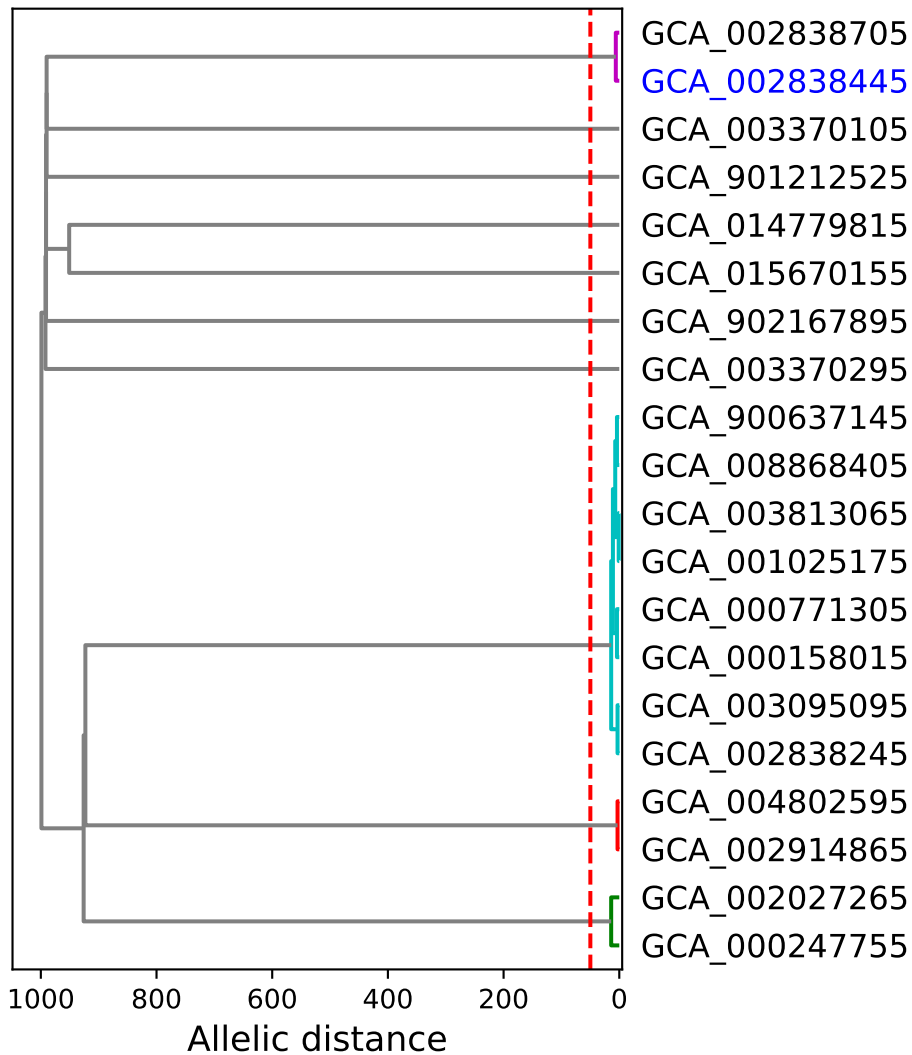 GCA_002838705
GCA_002838445
GCA_003370105
GCA_901212525
GCA_014779815
GCA_015670155
GCA_902167895
GCA_003370295
GCA_900637145
GCA_008868405
GCA_003813065
GCA_001025175
GCA_000771305
GCA_000158015
GCA_003095095
GCA_002838245
GCA_004802595
GCA_002914865
GCA_002027265
GCA_000247755
1000 800 600 400 200 0
Allelic distance